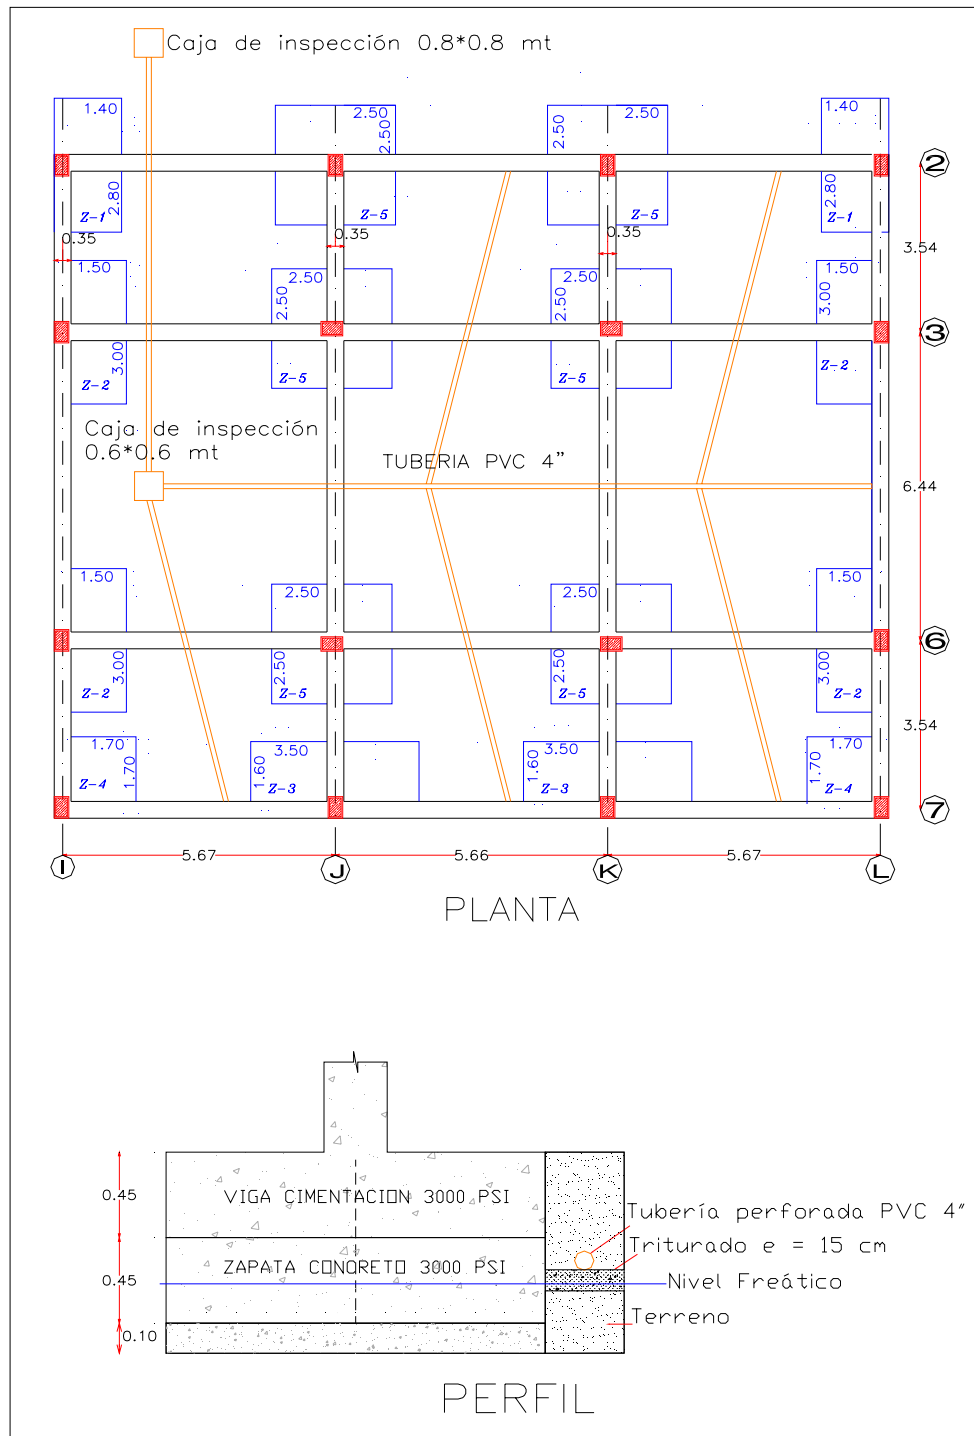 Caja de inspección 0.8*0.8 mt
1.40
2.50
2.50
2.50
2.50
1.40
2
2.80
Z-1
Z-5
Z-5
2.80
Z-1
0.35
0.35
0.35
3.54
1.50
2.50
2.50
2.50
2.50
1.50
3.00
3
3.00
Z-2
Z-5
Z-5
Z-2
Caja de inspección
0.6*0.6 mt
TUBERIA PVC 4"
6.44
1.50
2.50
2.50
1.50
6
3.00
Z-2
2.50
Z-5
2.50
Z-5
3.00
Z-2
3.54
1.70
1.70
Z-4
3.50
1.60
Z-3
3.50
1.60
Z-3
1.70
1.70
Z-4
7
5.67
5.66
5.67
I
J
K
L
PLANTA
0.45
VIGA CIMENTACION 3000 PSI
Tubería perforada PVC 4"
Triturado e = 15 cm
0.45
ZAPATA CONCRETO 3000 PSI
Nivel Freático
Terreno
0.10
PERFIL